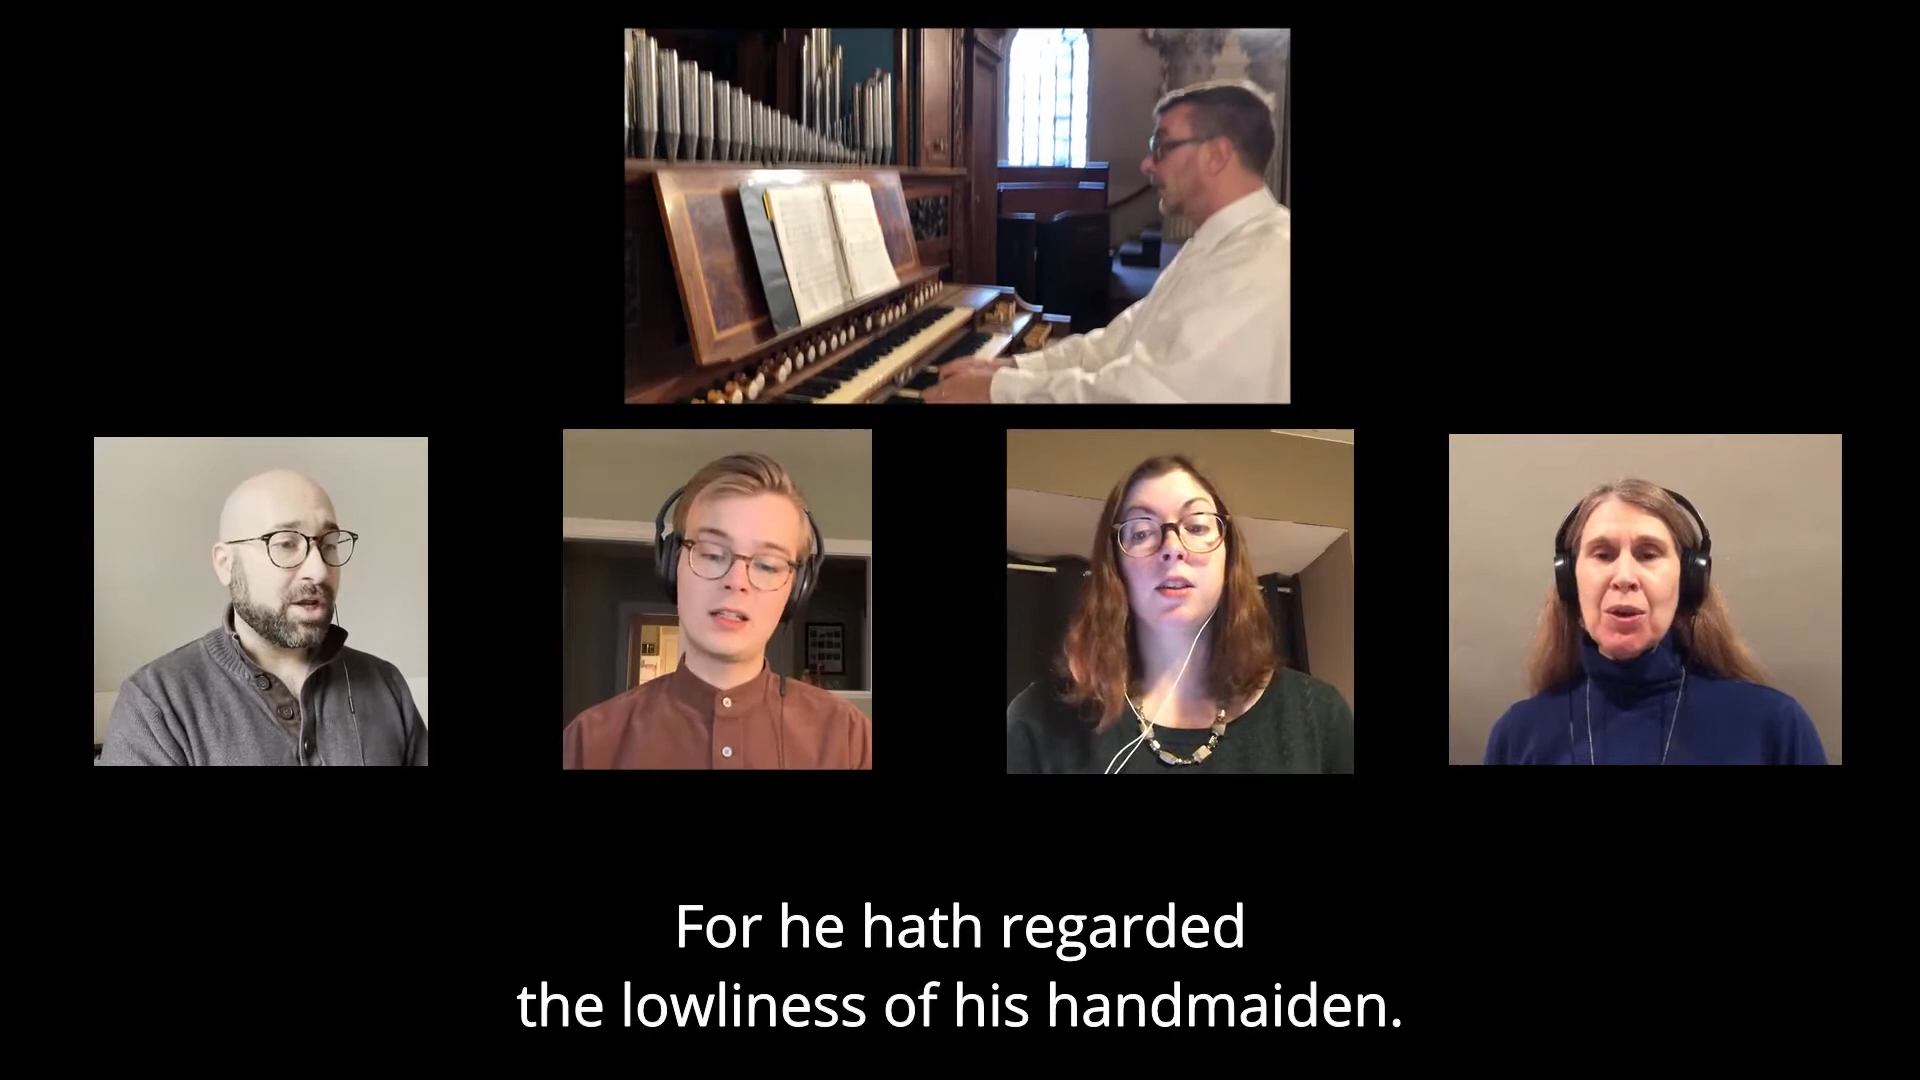 For he hath regarded
the lowliness of his handmaiden.